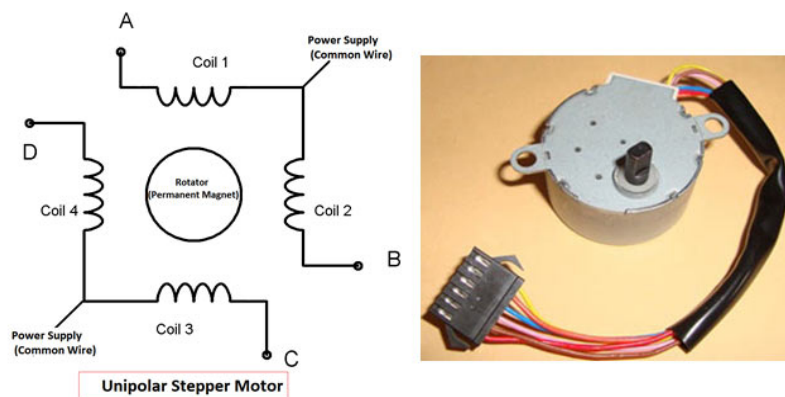 A
Power Supply
(Common Wire)
Coil 1
D
Rotator
(Permanent Magnet)
Coil 4
Coil 2
B
Coil 3
Power Supply
(Common Wire)
C
Unipolar Stepper Motor